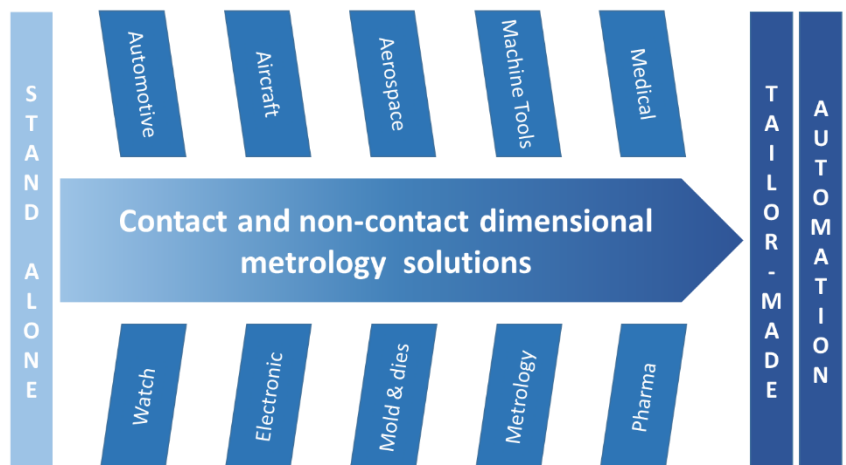 STAND ALONE
Automotive
Aircraft
Aerospace
Machine Tools
Medical
Contact and non-contact dimensional
metrology solutions
Watch
Electronic
Mold & dies
Metrology
Pharma
TAILOR-MADE
AUTOMATION